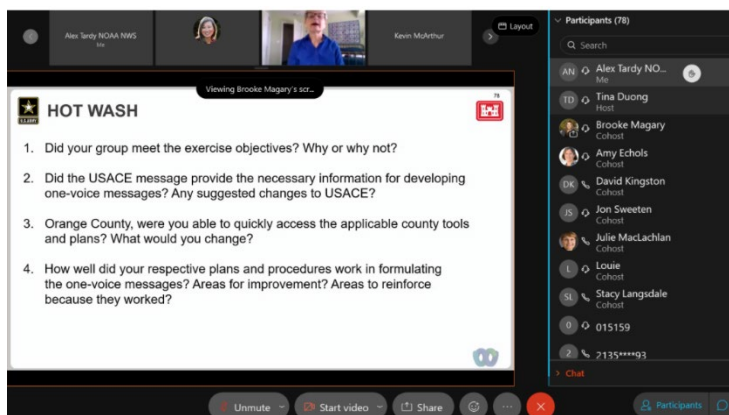 Alex Tardy NOAA NWS
Me
Kevin McArthur
Layout
Viewing Brooke Magary's scr...
U.S.ARMY
HOT WASH
78
1. Did your group meet the exercise objectives? Why or why not?
2. Did the USACE message provide the necessary information for developing
one-voice messages? Any suggested changes to USACE?
3. Orange County, were you able to quickly access the applicable county tools
and plans? What would you change?
4. How well did your respective plans and procedures work in formulating
the one-voice messages? Areas for improvement? Areas to reinforce
because they worked?
Unmute
Start video
Share
Participants (78)
Search
AN Alex Tardy NO...
Me
TD Tina Duong
Host
Brooke Magary
Cohost
Amy Echols
Cohost
DK David Kingston
Cohost
JS Jon Sweeten
Cohost
Julie MacLachlan
Cohost
L Louie
Cohost
SL Stacy Langsdale
Cohost
0 015159
2 2135****93
Chat
Participants